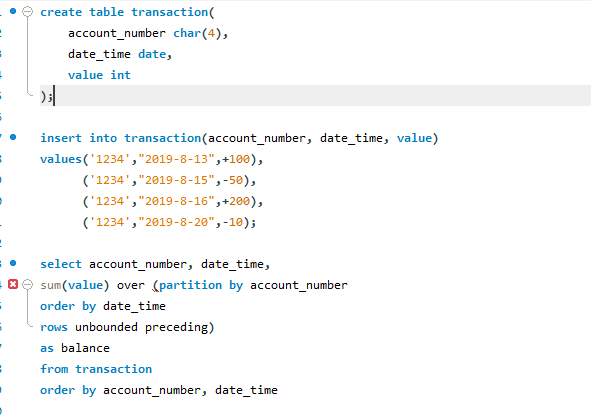 create table transaction(
account_number char(4),
date_time date,
value int
);
insert into transaction(account_number, date_time, value)
values('1234',"2019-8-13",+100),
('1234',"2019-8-15",-50),
('1234',"2019-8-16",+200),
('1234',"2019-8-20",-10);
select account_number, date_time,
sum(value) over (partition by account_number
order by date_time
rows unbounded preceding)
as balance
from transaction
order by account_number, date_time